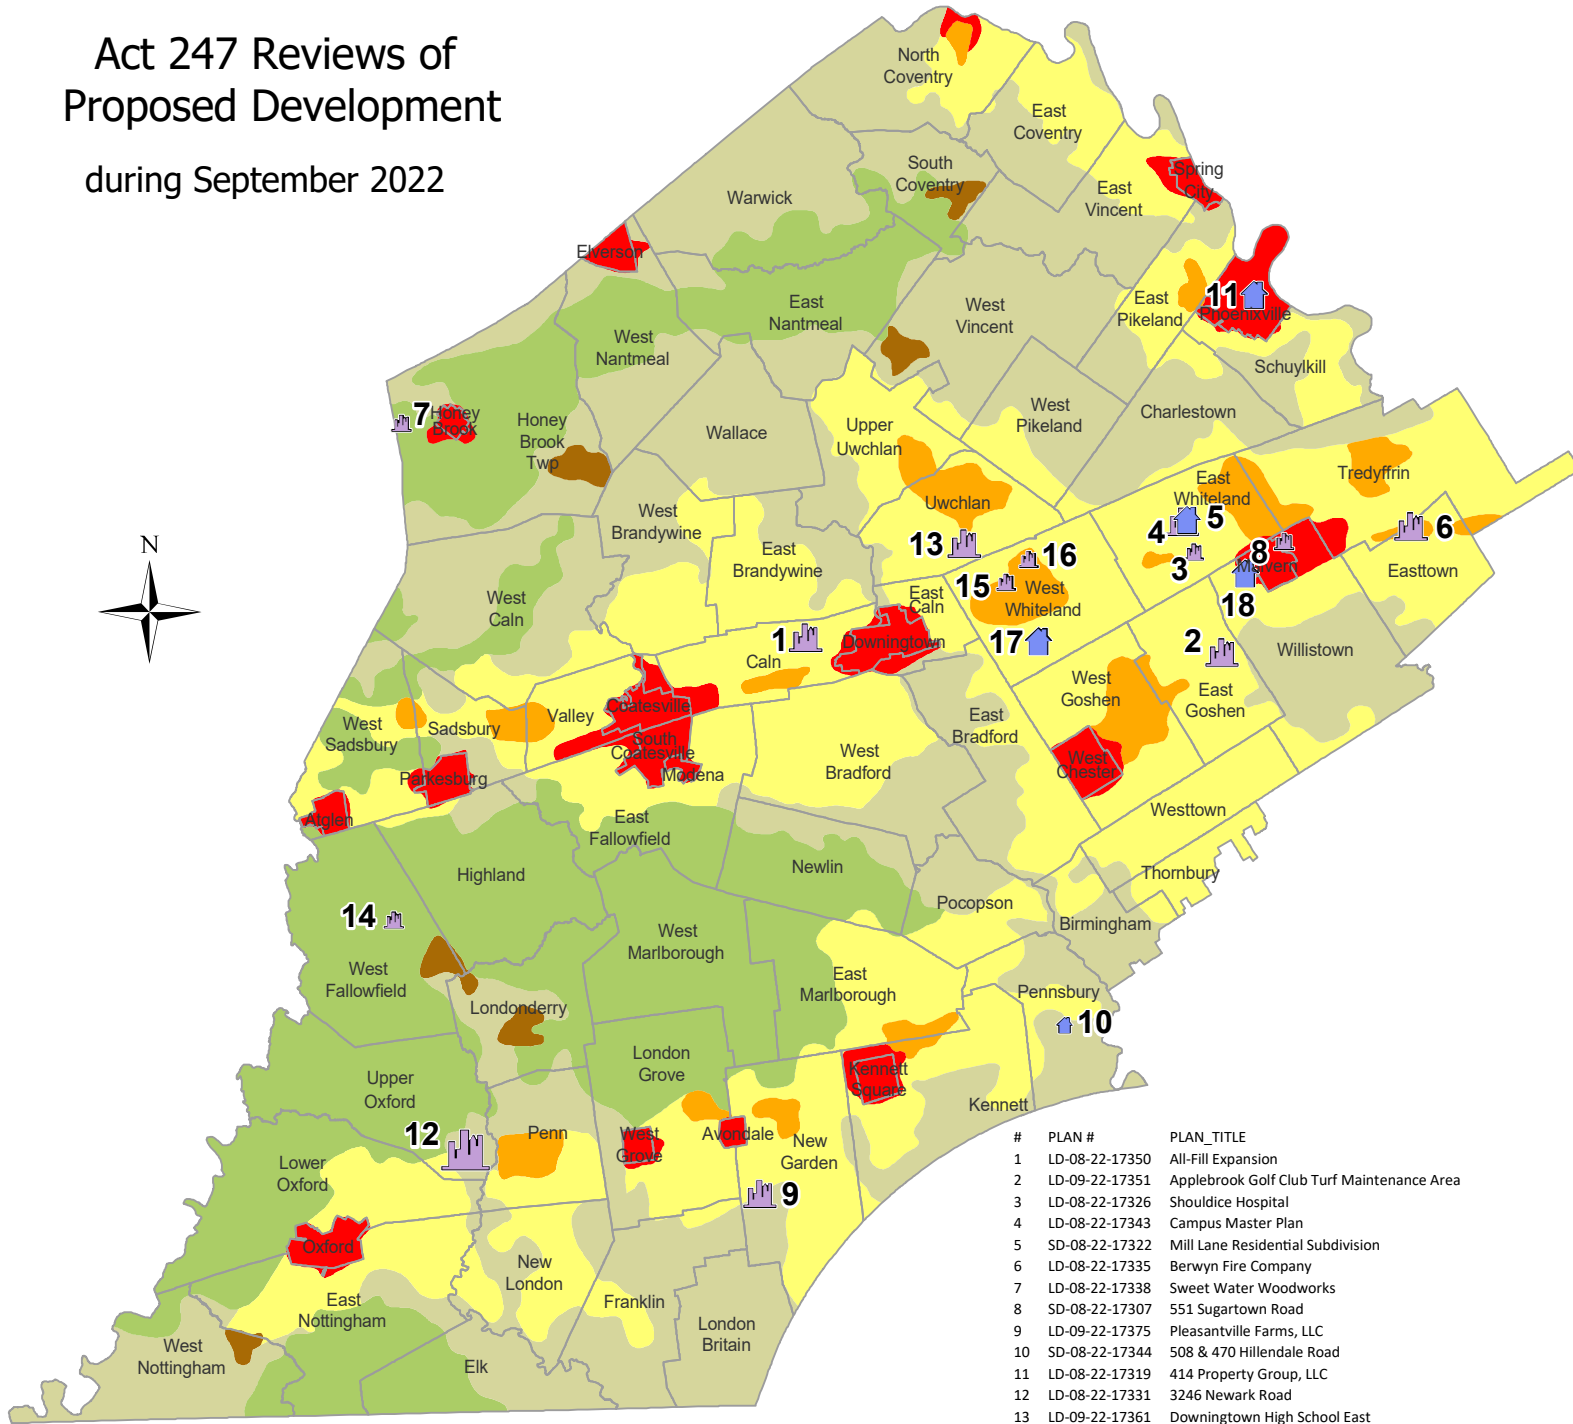 Act 247 Reviews of
Proposed Development
during September 2022
North
Coventry
East
Coventry
South
Coventry
Spring
City
East
Vincent
Warwick
Elverson
East
Nantmeal
West
Vincent
East
Pikeland
11
Phoenixville
West
Nantmeal
Schuylkill
7
Honey
Brook
Honey
Brook
Twp
Wallace
Upper
Uwchlan
West
Pikeland
Charlestown
Tredyffrin
East
Whiteland
Uwchlan
West
Brandywine
East
Brandywine
13
16
4
5
3
8
Malvern
6
Easttown
N
West
Caln
15
West
Whiteland
18
East
Caln
1
Caln
Downingtown
17
2
Willistown
West
Goshen
East
Goshen
West
Sadsbury
Sadsbury
Valley
Coatesville
South
Coatesville
Modena
East
Bradford
West
Bradford
West
Chester
Parkesburg
Atglen
East
Fallowfield
Westtown
Highland
Newlin
Thornbury
Pocopson
Birmingham
14
West
Fallowfield
West
Marlborough
East
Marlborough
Londonderry
Pennsbury
10
London
Grove
Kennett
Square
Kennett
Upper
Oxford
12
Penn
West
Grove
Avondale
New
Garden
Lower
Oxford
9
Oxford
New
London
East
Nottingham
Franklin
London
Britain
West
Nottingham
Elk
# PLAN # PLAN_TITLE
1 LD-08-22-17350 All-Fill Expansion
2 LD-09-22-17351 Applebrook Golf Club Turf Maintenance Area
3 LD-08-22-17326 Shouldice Hospital
4 LD-08-22-17343 Campus Master Plan
5 SD-08-22-17322 Mill Lane Residential Subdivision
6 LD-08-22-17335 Berwyn Fire Company
7 LD-08-22-17338 Sweet Water Woodworks
8 SD-08-22-17307 551 Sugartown Road
9 LD-09-22-17375 Pleasantville Farms, LLC
10 SD-08-22-17344 508 & 470 Hillendale Road
11 LD-08-22-17319 414 Property Group, LLC
12 LD-08-22-17331 3246 Newark Road
13 LD-09-22-17361 Downingtown High School East